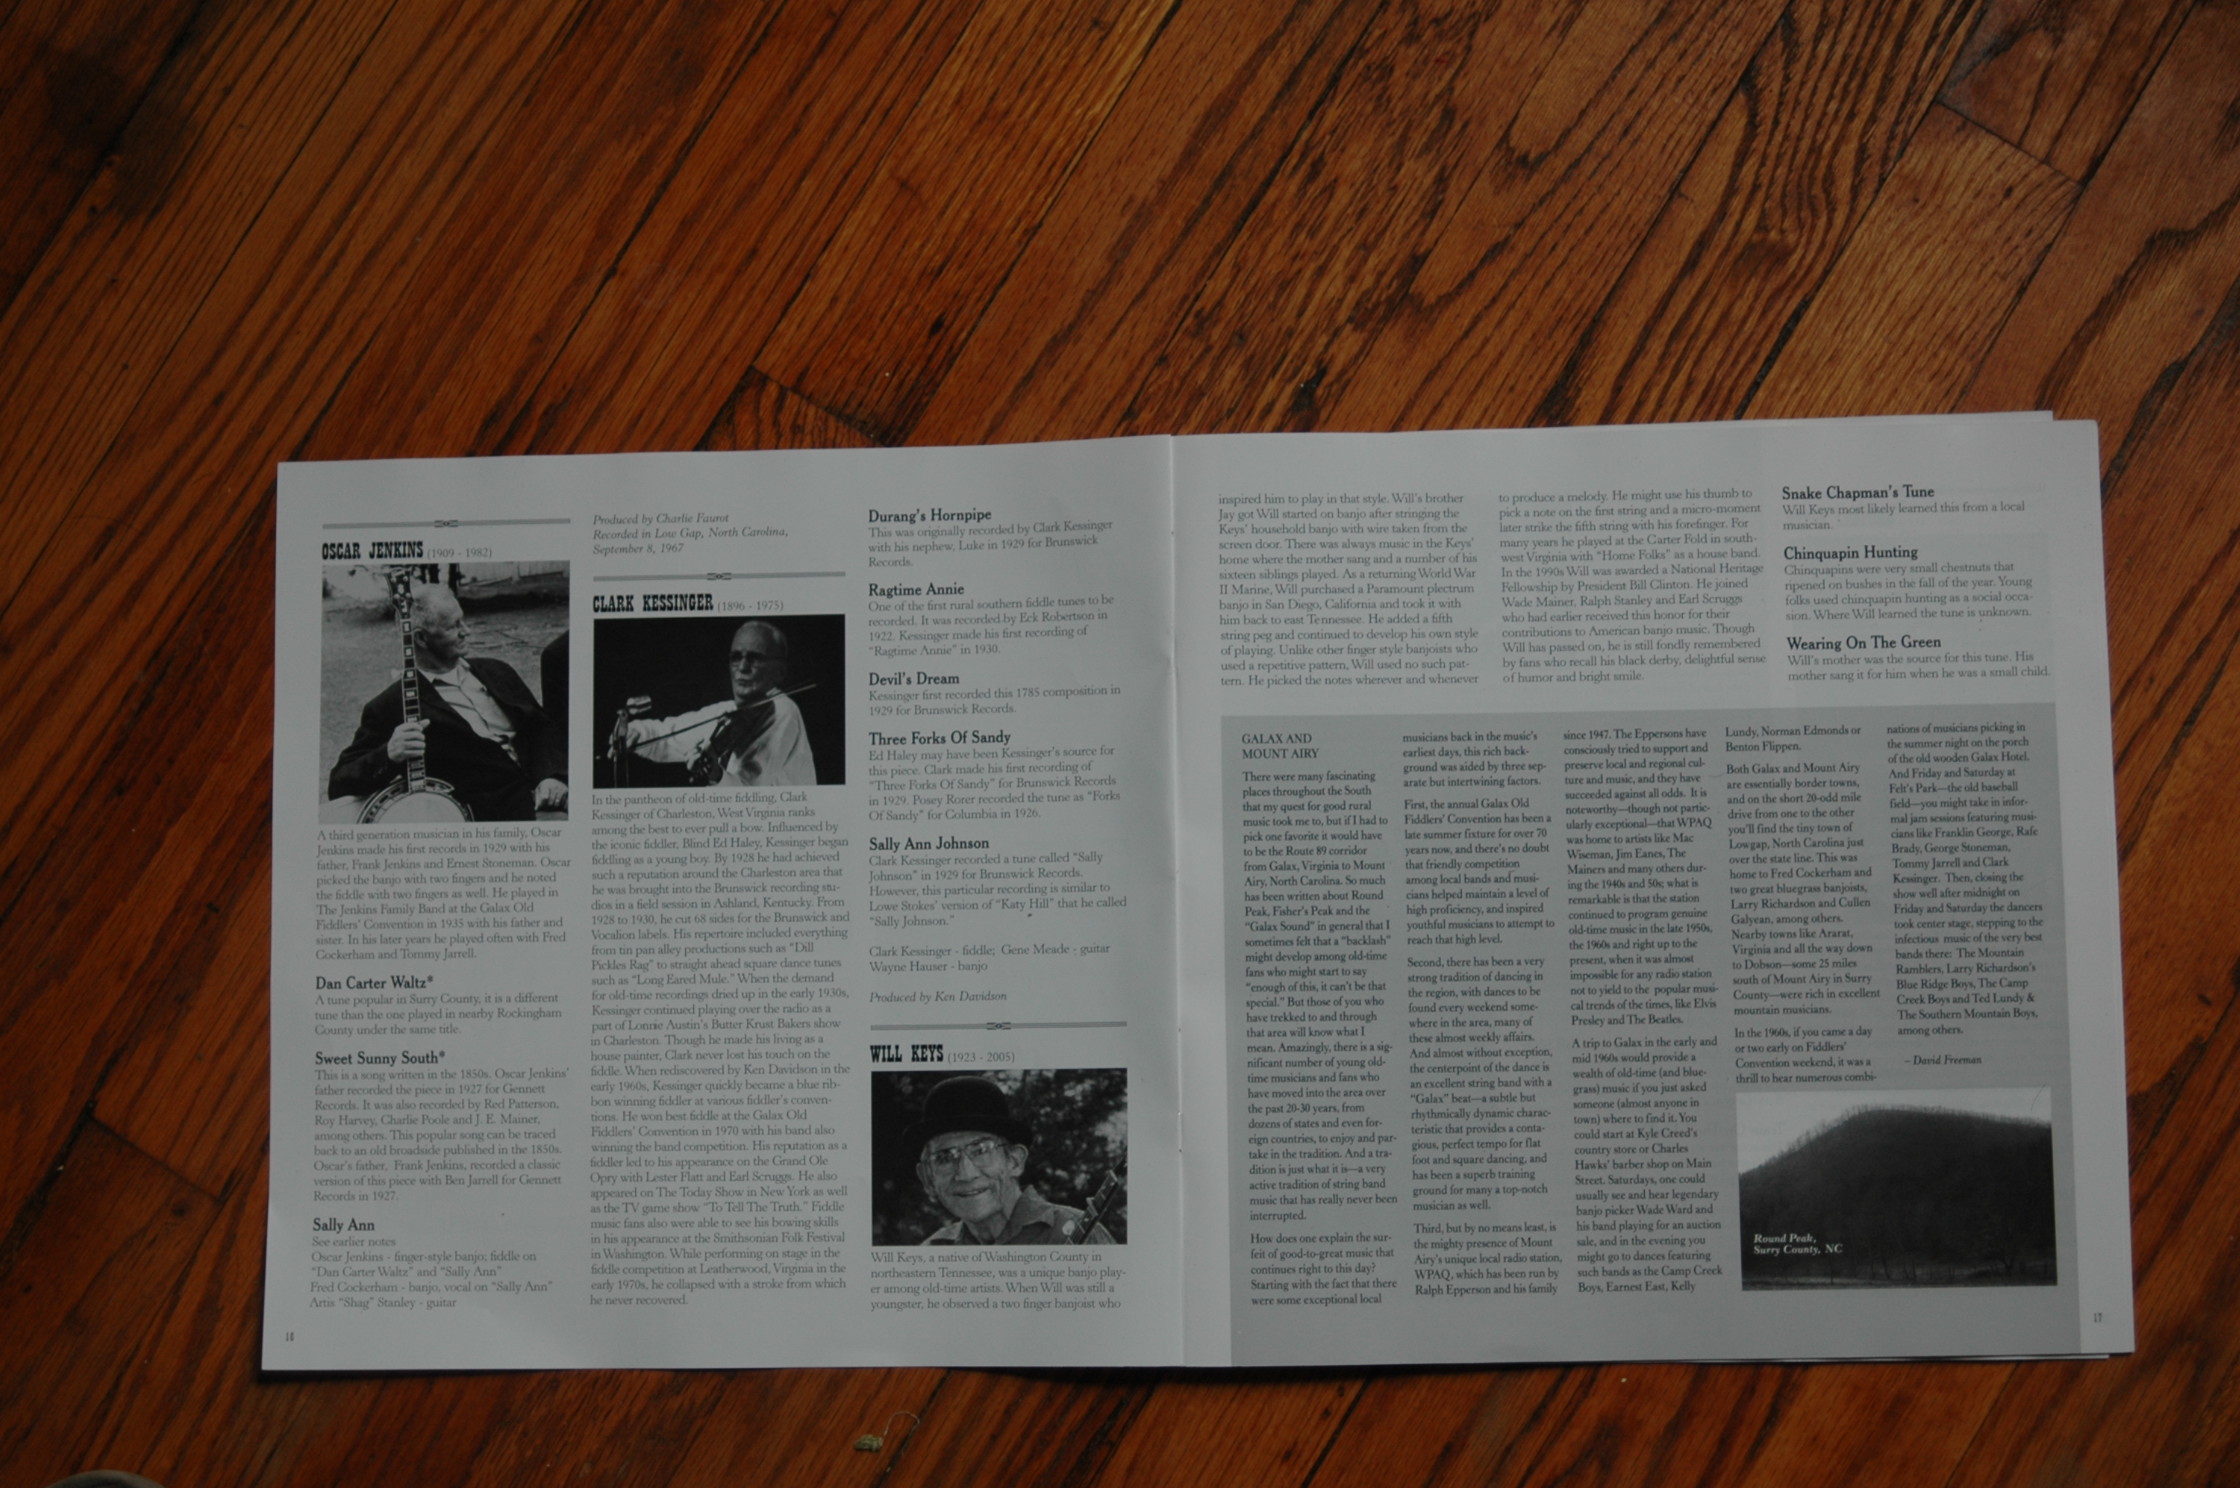 OSCAR JENKINS (1909 - 1982)
A third generation musician in his family, Oscar
Jenkins made his first records in 1929 with his
father, Frank Jenkins and Ernest Stoneman. Oscar
picked the banjo with two fingers and he noted
the fiddle with two fingers as well. He played in
The Jenkins Family Band at the Galax Old
Fiddlers' Convention in 1935 with his father and
sister. In his later years he played often with Fred
Cockerham and Tommy Jarrell.
Dan Carter Waltz*
A tune popular in Surry County, it is a different
tune than the one played in nearby Rockingham
County under the same title.
Sweet Sunny South*
This is a song written in the 1850s. Oscar Jenkins'
father recorded the piece in 1927 for Gennett
Records. It was also recorded by Red Patterson,
Roy Harvey, Charlie Poole and J. E. Mainer,
among others. This popular song can be traced
back to an old broadside published in the 1850s.
Oscar's father, Frank Jenkins, recorded a classic
version of this piece with Ben Jarrell for Gennett
Records in 1927.
Sally Ann
See earlier notes
Oscar Jenkins - finger-style banjo; fiddle on
"Dan Carter Waltz" and "Sally Ann"
Fred Cockerham - banjo, vocal on "Sally Ann"
Artis "Shag" Stanley - guitar
Produced by Charlie Faurot
Recorded in Low Gap, North Carolina,
September 8, 1967
CLARK KESSINGER (1896 - 1975)
In the pantheon of old-time fiddling, Clark
Kessinger of Charleston, West Virginia ranks
among the best to ever pull a bow. Influenced by
the iconic fiddler, Blind Ed Haley, Kessinger began
fiddling as a young boy. By 1928 he had achieved
such a reputation around the Charleston area that
he was brought into the Brunswick recording stu-
dios in a field session in Ashland, Kentucky. From
1928 to 1930, he cut 68 sides for the Brunswick and
Vocalion labels. His repertoire included everything
from tin pan alley productions such as "Dill
Pickles Rag" to straight ahead square dance tunes
such as "Long Eared Mule." When the demand
for old-time recordings dried up in the early 1930s,
Kessinger continued playing over the radio as a
part of Lonnie Austin's Butter Krust Bakers show
in Charleston. Though he made his living as a
house painter, Clark never lost his touch on the
fiddle. When rediscovered by Ken Davidson in the
early 1960s, Kessinger quickly became a blue rib-
bon winning fiddler at various fiddler's conven-
tions. He won best fiddle at the Galax Old
Fiddlers' Convention in 1970 with his band also
winning the band competition. His reputation as a
fiddler led to his appearance on the Grand Ole
Opry with Lester Flatt and Earl Scruggs. He also
appeared on The Today Show in New York as well
as the TV game show "To Tell The Truth." Fiddle
music fans also were able to see his bowing skills
in his appearance at the Smithsonian Folk Festival
in Washington. While performing on stage in the
fiddle competition at Leatherwood, Virginia in the
early 1970s, he collapsed with a stroke from which
he never recovered.
Durang's Hornpipe
This was originally recorded by Clark Kessinger
with his nephew, Luke in 1929 for Brunswick
Records.
Ragtime Annie
One of the first rural southern fiddle tunes to be
recorded. It was recorded by Eck Robertson in
1922. Kessinger made his first recording of
"Ragtime Annie" in 1930.
Devil's Dream
Kessinger first recorded this 1785 composition in
1929 for Brunswick Records.
Three Forks Of Sandy
Ed Haley may have been Kessinger's source for
this piece. Clark made his first recording of
"Three Forks Of Sandy" for Brunswick Records
in 1929. Posey Rorer recorded the tune as "Forks
Of Sandy" for Columbia in 1926.
Sally Ann Johnson
Clark Kessinger recorded a tune called "Sally
Johnson" in 1929 for Brunswick Records.
However, this particular recording is similar to
Lowe Stokes' version of "Katy Hill" that he called
"Sally Johnson."
Clark Kessinger - fiddle; Gene Meade - guitar
Wayne Hauser - banjo
Produced by Ken Davidson
WILL KEYS (1923 - 2005)
Will Keys, a native of Washington County in
northeastern Tennessee, was a unique banjo play-
er among old-time artists. When Will was still a
youngster, he observed a two finger banjoist who
18
inspired him to play in that style. Will's brother
Jay got Will started on banjo after stringing the
Keys' household banjo with wire taken from the
screen door. There was always music in the Keys'
home where the mother sang and a number of his
sixteen siblings played. As a returning World War
II Marine, Will purchased a Paramount plectrum
banjo in San Diego, California and took it with
him back to east Tennessee. He added a fifth
string peg and continued to develop his own style
of playing. Unlike other finger style banjoists who
used a repetitive pattern, Will used no such pat-
tern. He picked the notes wherever and whenever
to produce a melody. He might use his thumb to
pick a note on the first string and a micro-moment
later strike the fifth string with his forefinger. For
many years he played at the Carter Fold in south-
west Virginia with "Home Folks" as a house band.
In the 1990s Will was awarded a National Heritage
Fellowship by President Bill Clinton. He joined
Wade Mainer, Ralph Stanley and Earl Scruggs
who had earlier received this honor for their
contributions to American banjo music. Though
Will has passed on, he is still fondly remembered
by fans who recall his black derby, delightful sense
of humor and bright smile.
Snake Chapman's Tune
Will Keys most likely learned this from a local
musician.
Chinquapin Hunting
Chinquapins were very small chestnuts that
ripened on bushes in the fall of the year. Young
folks used chinquapin hunting as a social occa-
sion. Where Will learned the tune is unknown.
Wearing On The Green
Will's mother was the source for this tune. His
mother sang it for him when he was a small child.
GALAX AND
MOUNT AIRY
There were many fascinating
places throughout the South
that my quest for good rural
music took me to, but if I had to
pick one favorite it would have
to be the Route 89 corridor
from Galax, Virginia to Mount
Airy, North Carolina. So much
has been written about Round
Peak, Fisher's Peak and the
"Galax Sound" in general that I
sometimes felt that a "backlash"
might develop among old-time
fans who might start to say
"enough of this, it can't be that
special." But those of you who
have trekked to and through
that area will know what I
mean. Amazingly, there is a sig-
nificant number of young old-
time musicians and fans who
have moved into the area over
the past 20-30 years, from
dozens of states and even for-
eign countries, to enjoy and par-
take in the tradition. And a tra-
dition is just what it is—a very
active tradition of string band
music that has really never been
interrupted.
How does one explain the sur-
feit of good-to-great music that
continues right to this day?
Starting with the fact that there
were some exceptional local
musicians back in the music's
earliest days, this rich back-
ground was aided by three sep-
arate but intertwining factors.
First, the annual Galax Old
Fiddlers' Convention has been a
late summer fixture for over 70
years now, and there's no doubt
that friendly competition
among local bands and musi-
cians helped maintain a level of
high proficiency, and inspired
youthful musicians to attempt to
reach that high level.
Second, there has been a very
strong tradition of dancing in
the region, with dances to be
found every weekend some-
where in the area, many of
these almost weekly affairs.
And almost without exception,
the centerpoint of the dance is
an excellent string band with a
"Galax" beat—a subtle but
rhythmically dynamic charac-
teristic that provides a conta-
gious, perfect tempo for flat
foot and square dancing, and
has been a superb training
ground for many a top-notch
musician as well.
Third, but by no means least, is
the mighty presence of Mount
Airy's unique local radio station,
WPAQ, which has been run by
Ralph Epperson and his family
since 1947. The Eppersons have
consciously tried to support and
preserve local and regional cul-
ture and music, and they have
succeeded against all odds. It is
noteworthy—though not partic-
ularly exceptional—that WPAQ
was home to artists like Mac
Wiseman, Jim Eanes, The
Mainers and many others dur-
ing the 1940s and 50s; what is
remarkable is that the station
continued to program genuine
old-time music in the late 1950s,
the 1960s and right up to the
present, when it was almost
impossible for any radio station
not to yield to the popular musi-
cal trends of the times, like Elvis
Presley and The Beatles.
A trip to Galax in the early and
mid 1960s would provide a
wealth of old-time (and blue-
grass) music if you just asked
someone (almost anyone in
town) where to find it. You
could start at Kyle Creed's
country store or Charles
Hawks' barber shop on Main
Street. Saturdays, one could
usually see and hear legendary
banjo picker Wade Ward and
his band playing for an auction
sale, and in the evening you
might go to dances featuring
such bands as the Camp Creek
Boys, Earnest East, Kelly
Lundy, Norman Edmonds or
Benton Flippen.
Both Galax and Mount Airy
are essentially border towns,
and on the short 20-odd mile
drive from one to the other
you'll find the tiny town of
Lowgap, North Carolina just
over the state line. This was
home to Fred Cockerham and
two great bluegrass banjoists,
Larry Richardson and Cullen
Galyean, among others.
Nearby towns like Ararat,
Virginia and all the way down
to Dobson—some 25 miles
south of Mount Airy in Surry
County—were rich in excellent
mountain musicians.
In the 1960s, if you came a day
or two early on Fiddlers'
Convention weekend, it was a
thrill to hear numerous combi-
nations of musicians picking in
the summer night on the porch
of the old wooden Galax Hotel.
And Friday and Saturday at
Felt's Park—the old baseball
field—you might take in infor-
mal jam sessions featuring musi-
cians like Franklin George, Rafe
Brady, George Stoneman,
Tommy Jarrell and Clark
Kessinger. Then, closing the
show well after midnight on
Friday and Saturday the dancers
took center stage, stepping to the
infectious music of the very best
bands there: The Mountain
Ramblers, Larry Richardson's
Blue Ridge Boys, The Camp
Creek Boys and Ted Lundy &
The Southern Mountain Boys,
among others.
– David Freeman
Round Peak,
Surry County, NC
17